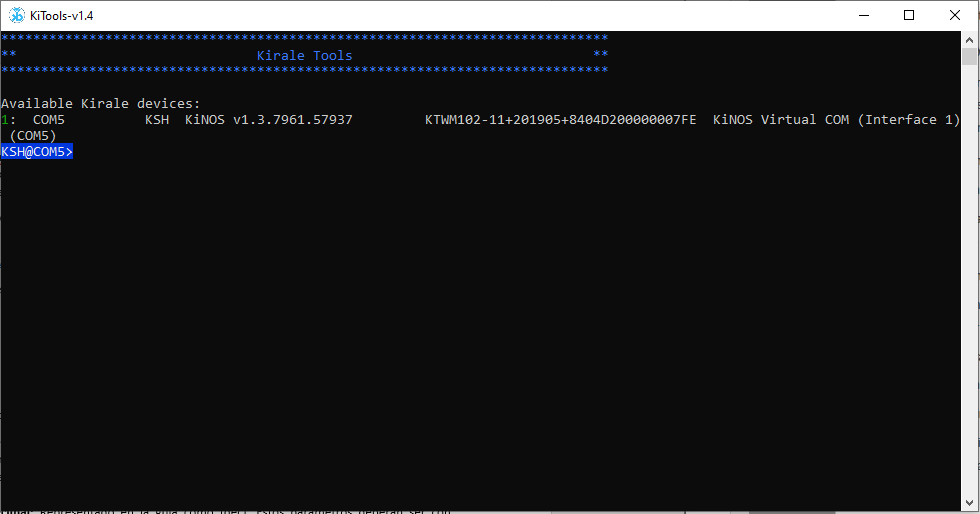 KiTools-v1.4
****************************************************************************
** Kirale Tools **
****************************************************************************
Available Kirale devices:
1: COM5 KSH KiNOS v1.3.7961.57937 KTWM102-11+201905+8404D200000007FE KiNOS Virtual COM (Interface 1)
(COM5)
KSH@COM5>